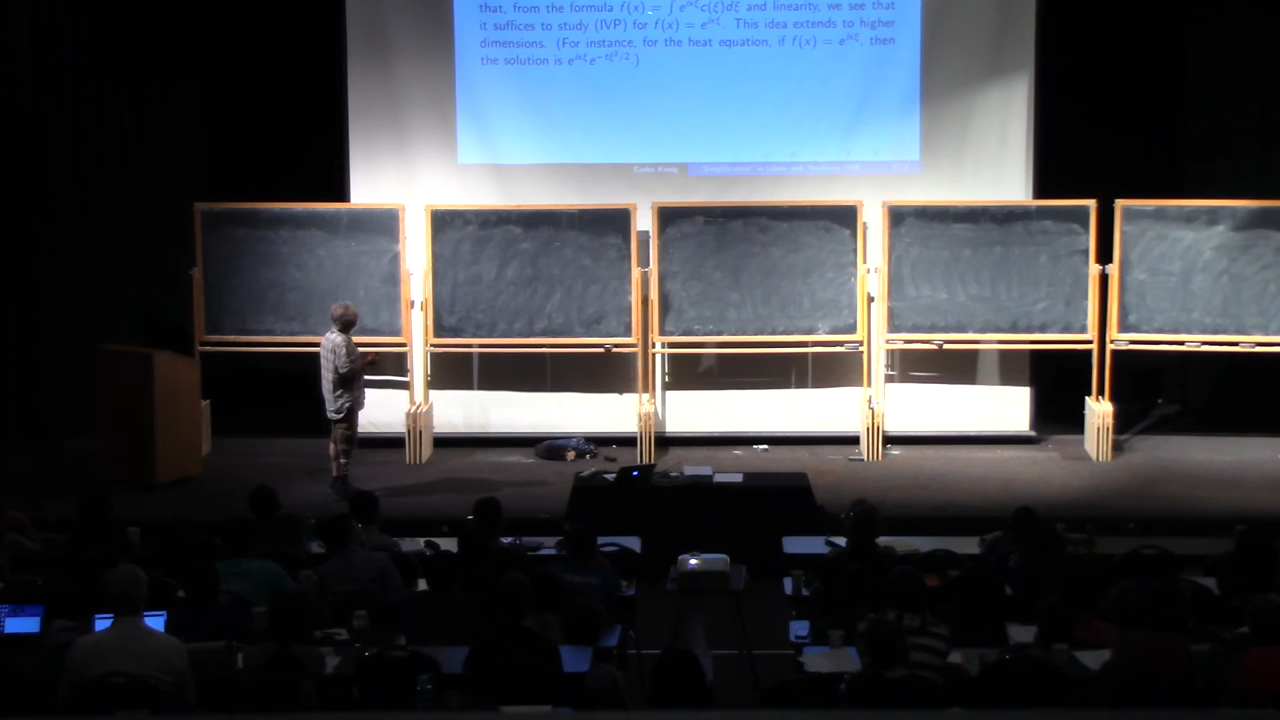 that, from the formula f(x) = ∫ e^{ixξ}c(ξ)dξ and linearity, we see that
it suffices to study (IVP) for f(x) = e^{ixξ}. This idea extends to higher
dimensions. (For instance, for the heat equation, if f(x) = e^{ixξ}, then
the solution is e^{ixξ}e^{-tξ²/2}.)
Carlos Kenig